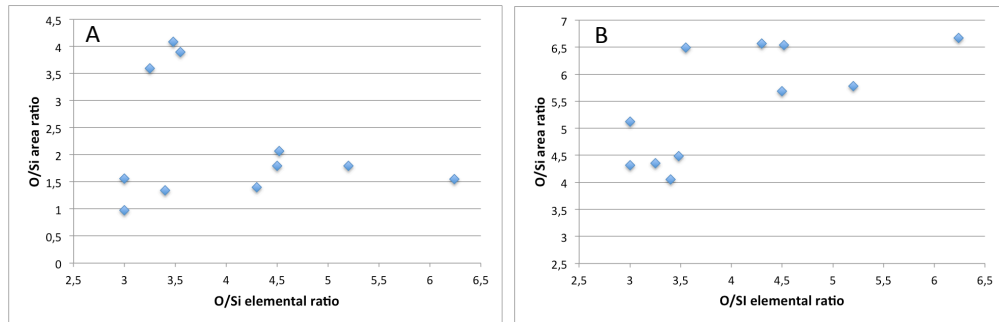 A
4,5
4
3,5
3
2,5
2
1,5
1
0,5
0
O/Si area ratio
2,5 3 3,5 4 4,5 5 5,5 6 6,5
O/Si elemental ratio
B
7
6,5
6
5,5
5
4,5
4
3,5
3
2,5
O/Si area ratio
2,5 3 3,5 4 4,5 5 5,5 6 6,5
O/SI elemental ratio